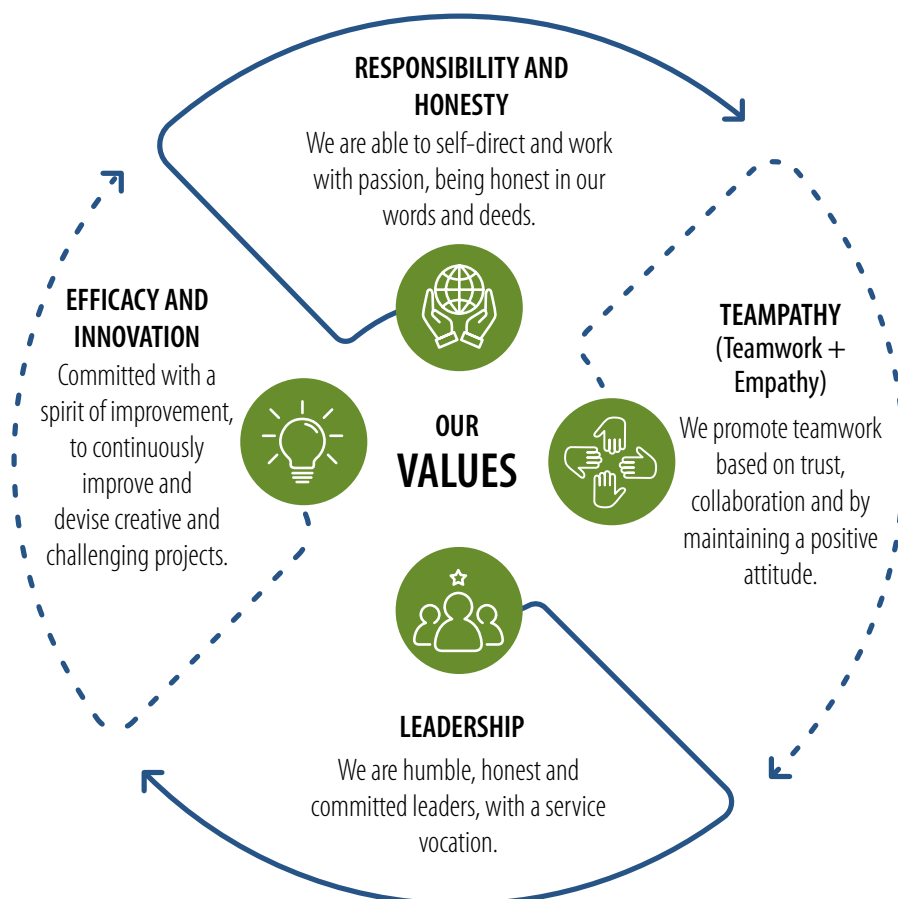 RESPONSIBILITY AND
HONESTY
We are able to self-direct and work
with passion, being honest in our
words and deeds.
EFFICACY AND
INNOVATION
Committed with a
spirit of improvement,
to continuously
improve and
devise creative and
challenging projects.
OUR
VALUES
TEAMPATHY
(Teamwork +
Empathy)
We promote teamwork
based on trust,
collaboration and by
maintaining a positive
attitude.
LEADERSHIP
We are humble, honest and
committed leaders, with a service
vocation.